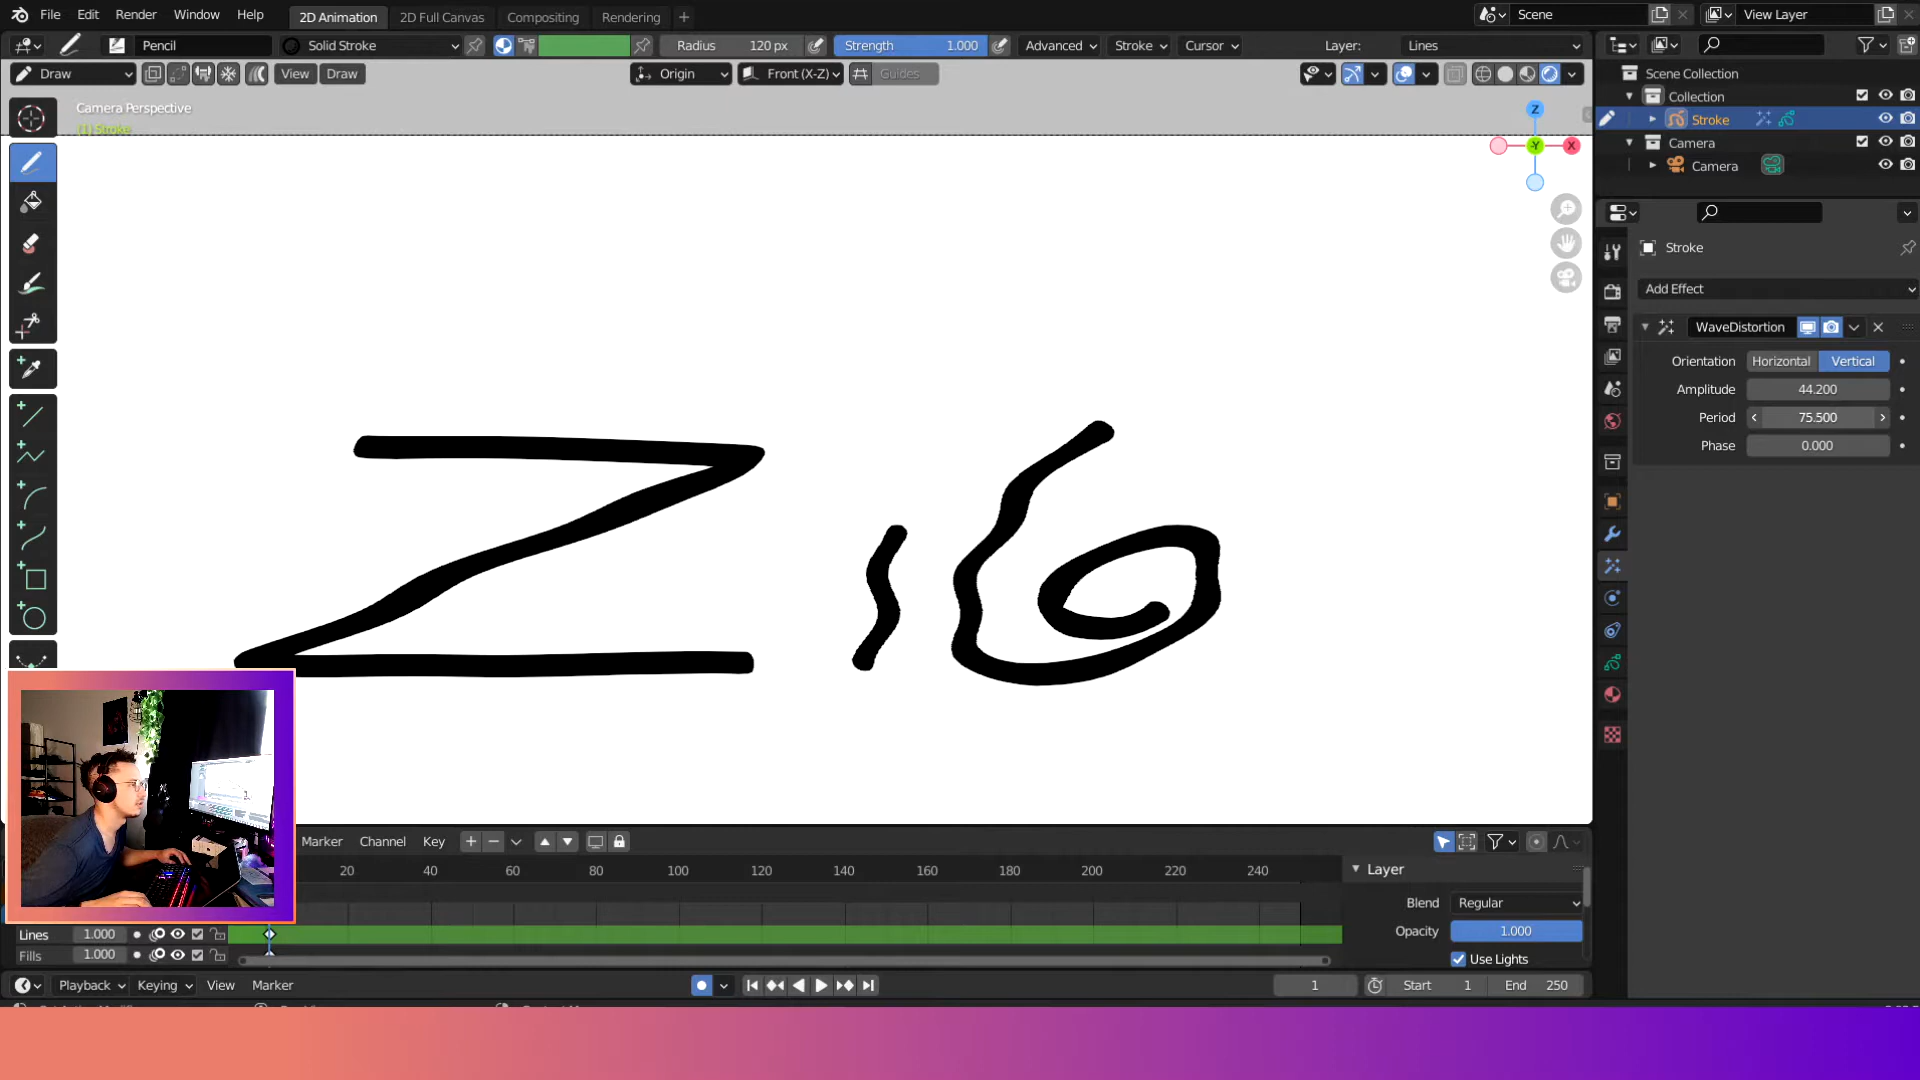 File Edit Render Window Help 2D Animation 2D Full Canvas Compositing Rendering + Scene View Layer
Pencil Solid Stroke Radius 120 px Strength 1.000 Advanced Stroke Cursor Layer: Lines
Draw View Draw Origin Front (X-Z) Guides
Camera Perspective
(1) Stroke
Z
-Y X
Scene Collection
Collection
Stroke
Camera
Camera
Stroke
Add Effect
WaveDistortion
Orientation Horizontal Vertical
Amplitude 44.200
Period 75.500
Phase 0.000
Marker Channel Key
20 40 60 80 100 120 140 160 180 200 220 240
Layer
Blend Regular
Opacity 1.000
Use Lights
Lines 1.000
Fills 1.000
Playback Keying View Marker 1 Start 1 End 250